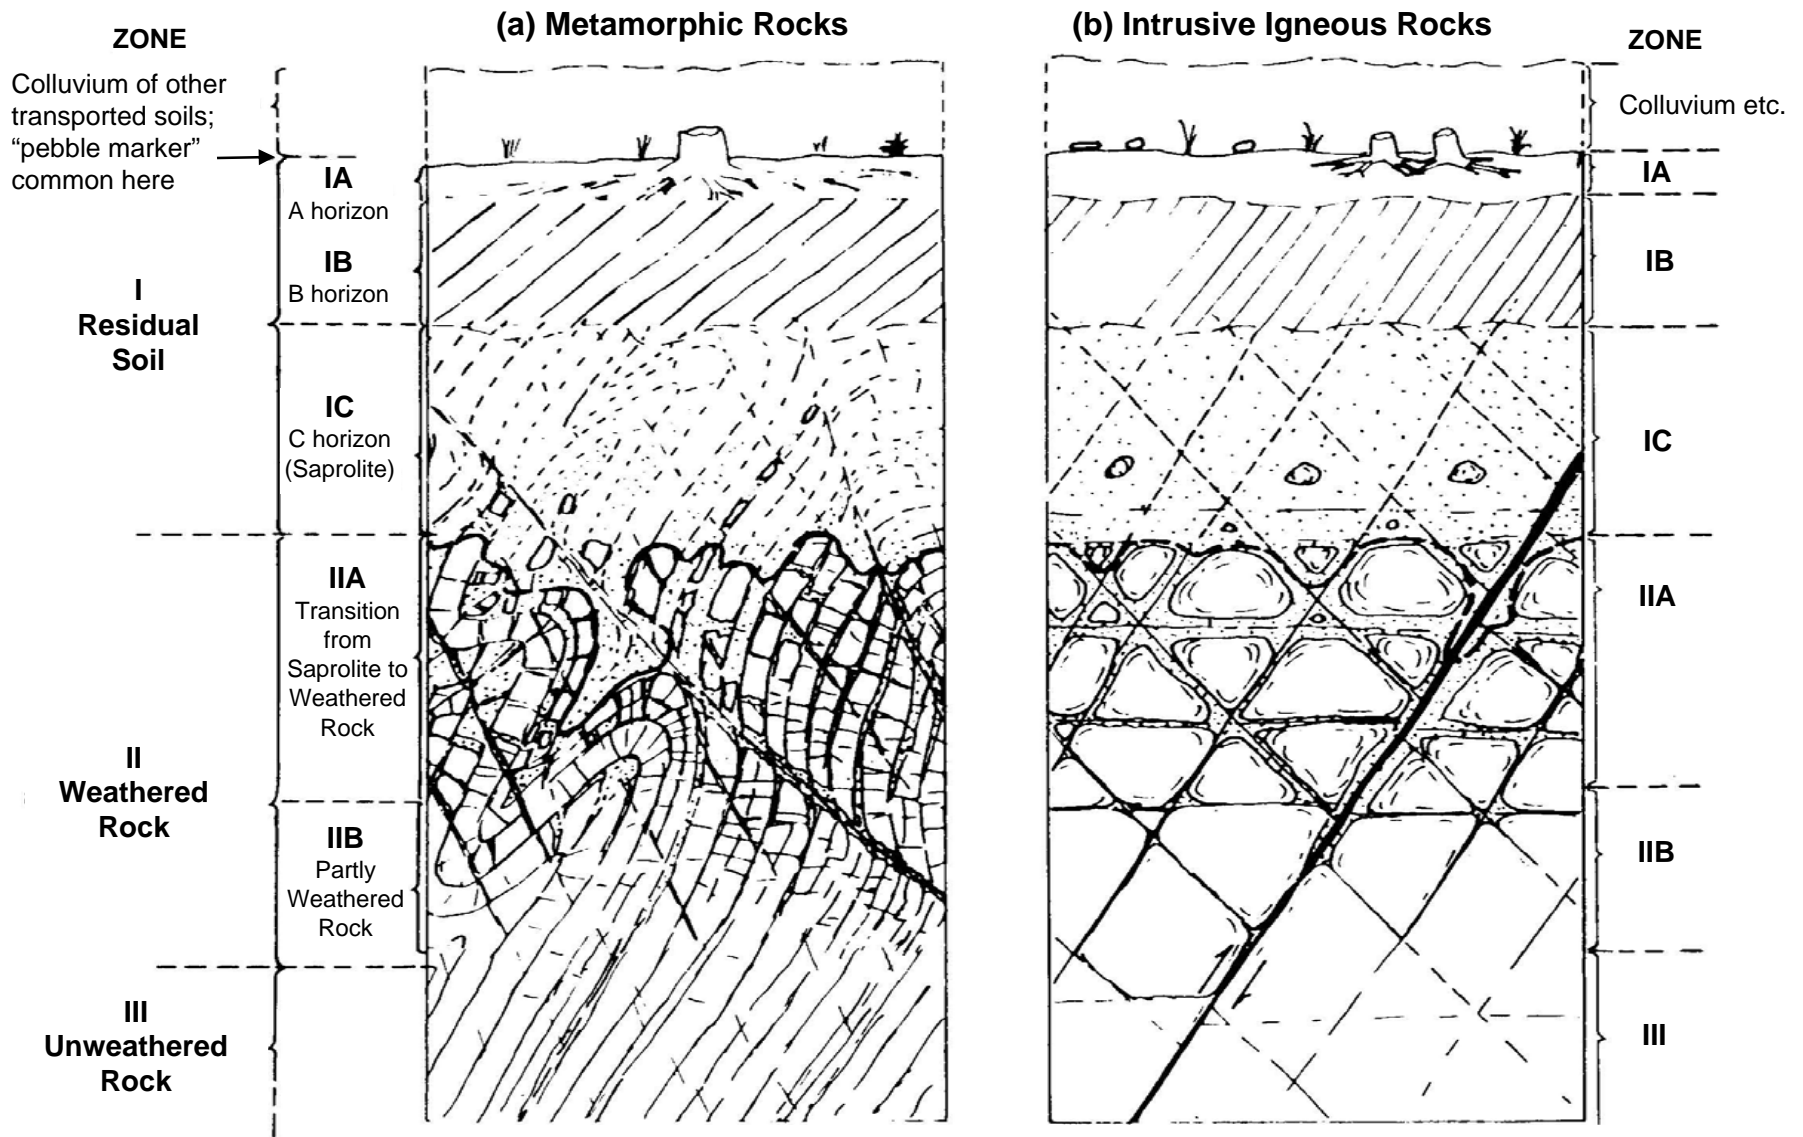 (a) Metamorphic Rocks
(b) Intrusive Igneous Rocks
ZONE
ZONE
Colluvium of other
transported soils;
“pebble marker”
common here
Colluvium etc.
I
Residual
Soil
IA
A horizon
IB
B horizon
IC
C horizon
(Saprolite)
II
Weathered
Rock
IIA
Transition
from
Saprolite to
Weathered
Rock
IIB
Partly
Weathered
Rock
III
Unweathered
Rock
IA
IB
IC
IIA
IIB
III